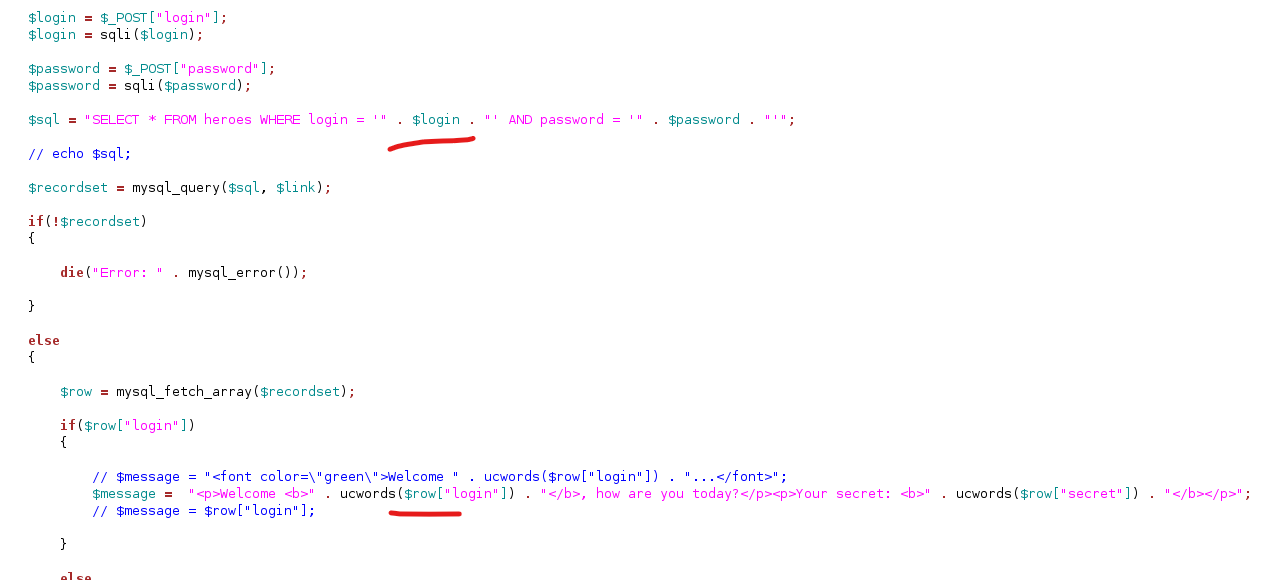 $login = $_POST["login"];
$login = sqli($login);
$password = $_POST["password"];
$password = sqli($password);
$sql = "SELECT * FROM heroes WHERE login = '" . $login . "' AND password = '" . $password . "'";
// echo $sql;
$recordset = mysql_query($sql, $link);
if(!$recordset)
{
die("Error: " . mysql_error());
}
else
{
$row = mysql_fetch_array($recordset);
if($row["login"])
{
// $message = "<font color=\"green\">Welcome " . ucwords($row["login"]) . "...</font>";
$message =  "<p>Welcome <b>" . ucwords($row["login"]) . "</b>, how are you today?</p><p>Your secret: <b>" . ucwords($row["secret"]) . "</b></p>";
// $message = $row["login"];
}
else